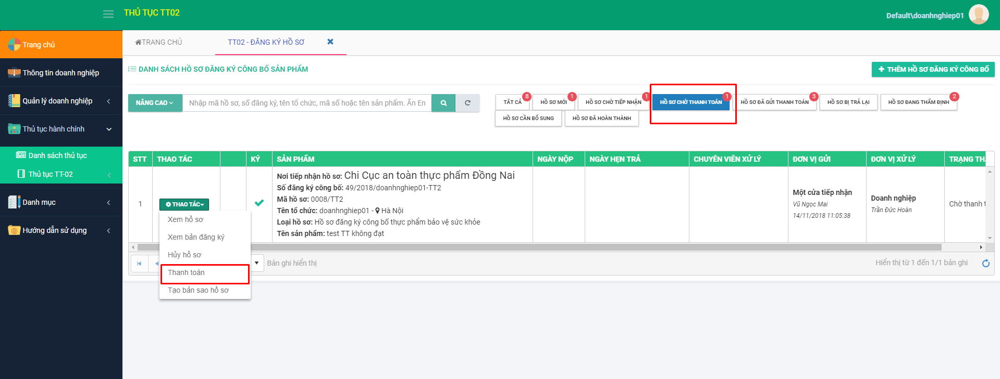 THỦ TỤC TT02
Default\doanhnghiep01
Trang chủ
Thông tin doanh nghiệp
Quản lý doanh nghiệp
Thủ tục hành chính
Danh sách thủ tục
Thủ tục TT-02
Danh mục
Hướng dẫn sử dụng
TRANG CHỦ
TT02 - ĐĂNG KÝ HỒ SƠ
DANH SÁCH HỒ SƠ ĐĂNG KÝ CÔNG BỐ SẢN PHẨM
THÊM HỒ SƠ ĐĂNG KÝ CÔNG BỐ
NÂNG CAO
Nhập mã hồ sơ, số đăng ký, tên tổ chức, mã số hoặc tên sản phẩm. Ấn En
TẤT CẢ 8
HỒ SƠ MỚI 1
HỒ SƠ CHỜ TIẾP NHẬN 1
HỒ SƠ CHỜ THANH TOÁN 1
HỒ SƠ ĐÃ GỬI THANH TOÁN 3
HỒ SƠ BỊ TRẢ LẠI
HỒ SƠ ĐANG THẨM ĐỊNH 2
HỒ SƠ CẦN BỔ SUNG
HỒ SƠ ĐÃ HOÀN THÀNH
STT THAO TÁC KÝ SẢN PHẨM NGÀY NỘP NGÀY HẸN TRẢ CHUYÊN VIÊN XỬ LÝ ĐƠN VỊ GỬI ĐƠN VỊ XỬ LÝ TRẠNG TH
1
THAO TÁC
Nơi tiếp nhận hồ sơ: Chi Cục an toàn thực phẩm Đồng Nai
Số đăng ký công bố: 49/2018/doanhnghiep01-TT2
Mã hồ sơ: 0008/TT2
Tên tổ chức: doanhnghiep01 - Hà Nội
Loại hồ sơ: Hồ sơ đăng ký công bố thực phẩm bảo vệ sức khỏe
Tên sản phẩm: test TT không đạt
Một cửa tiếp nhận
Vũ Ngọc Mai
14/11/2018 11:05:38
Doanh nghiệp
Trần Đức Hoàn
Chờ thanh t
Xem hồ sơ
Xem bản đăng ký
Hủy hồ sơ
Thanh toán
Tạo bản sao hồ sơ
Bản ghi hiển thị
Hiển thị từ 1 đến 1/1 bản ghi